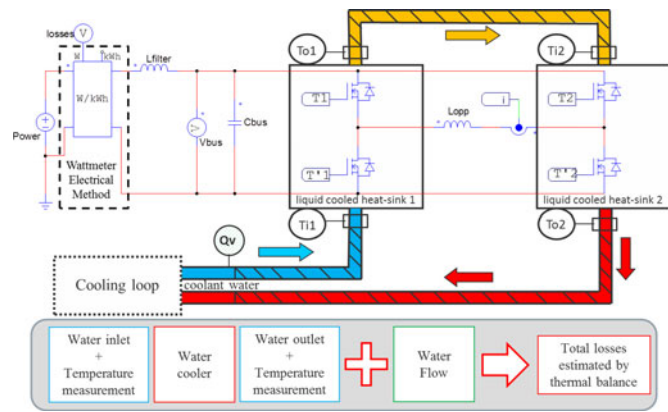 losses
V
To1
Ti2
W
kWh
Lfilter
W/kWh
T1
T2
i
Lopp
Power
V
Vbus
Cbus
T'1
T'2
Wattmeter
Electrical
Method
liquid cooled heat-sink 1
liquid cooled heat-sink 2
Ti1
To2
Qv
Cooling loop
coolant water
Water inlet
+
Temperature
measurement
Water
cooler
Water outlet
+
Temperature
measurement
Water
Flow
Total losses
estimated by
thermal balance